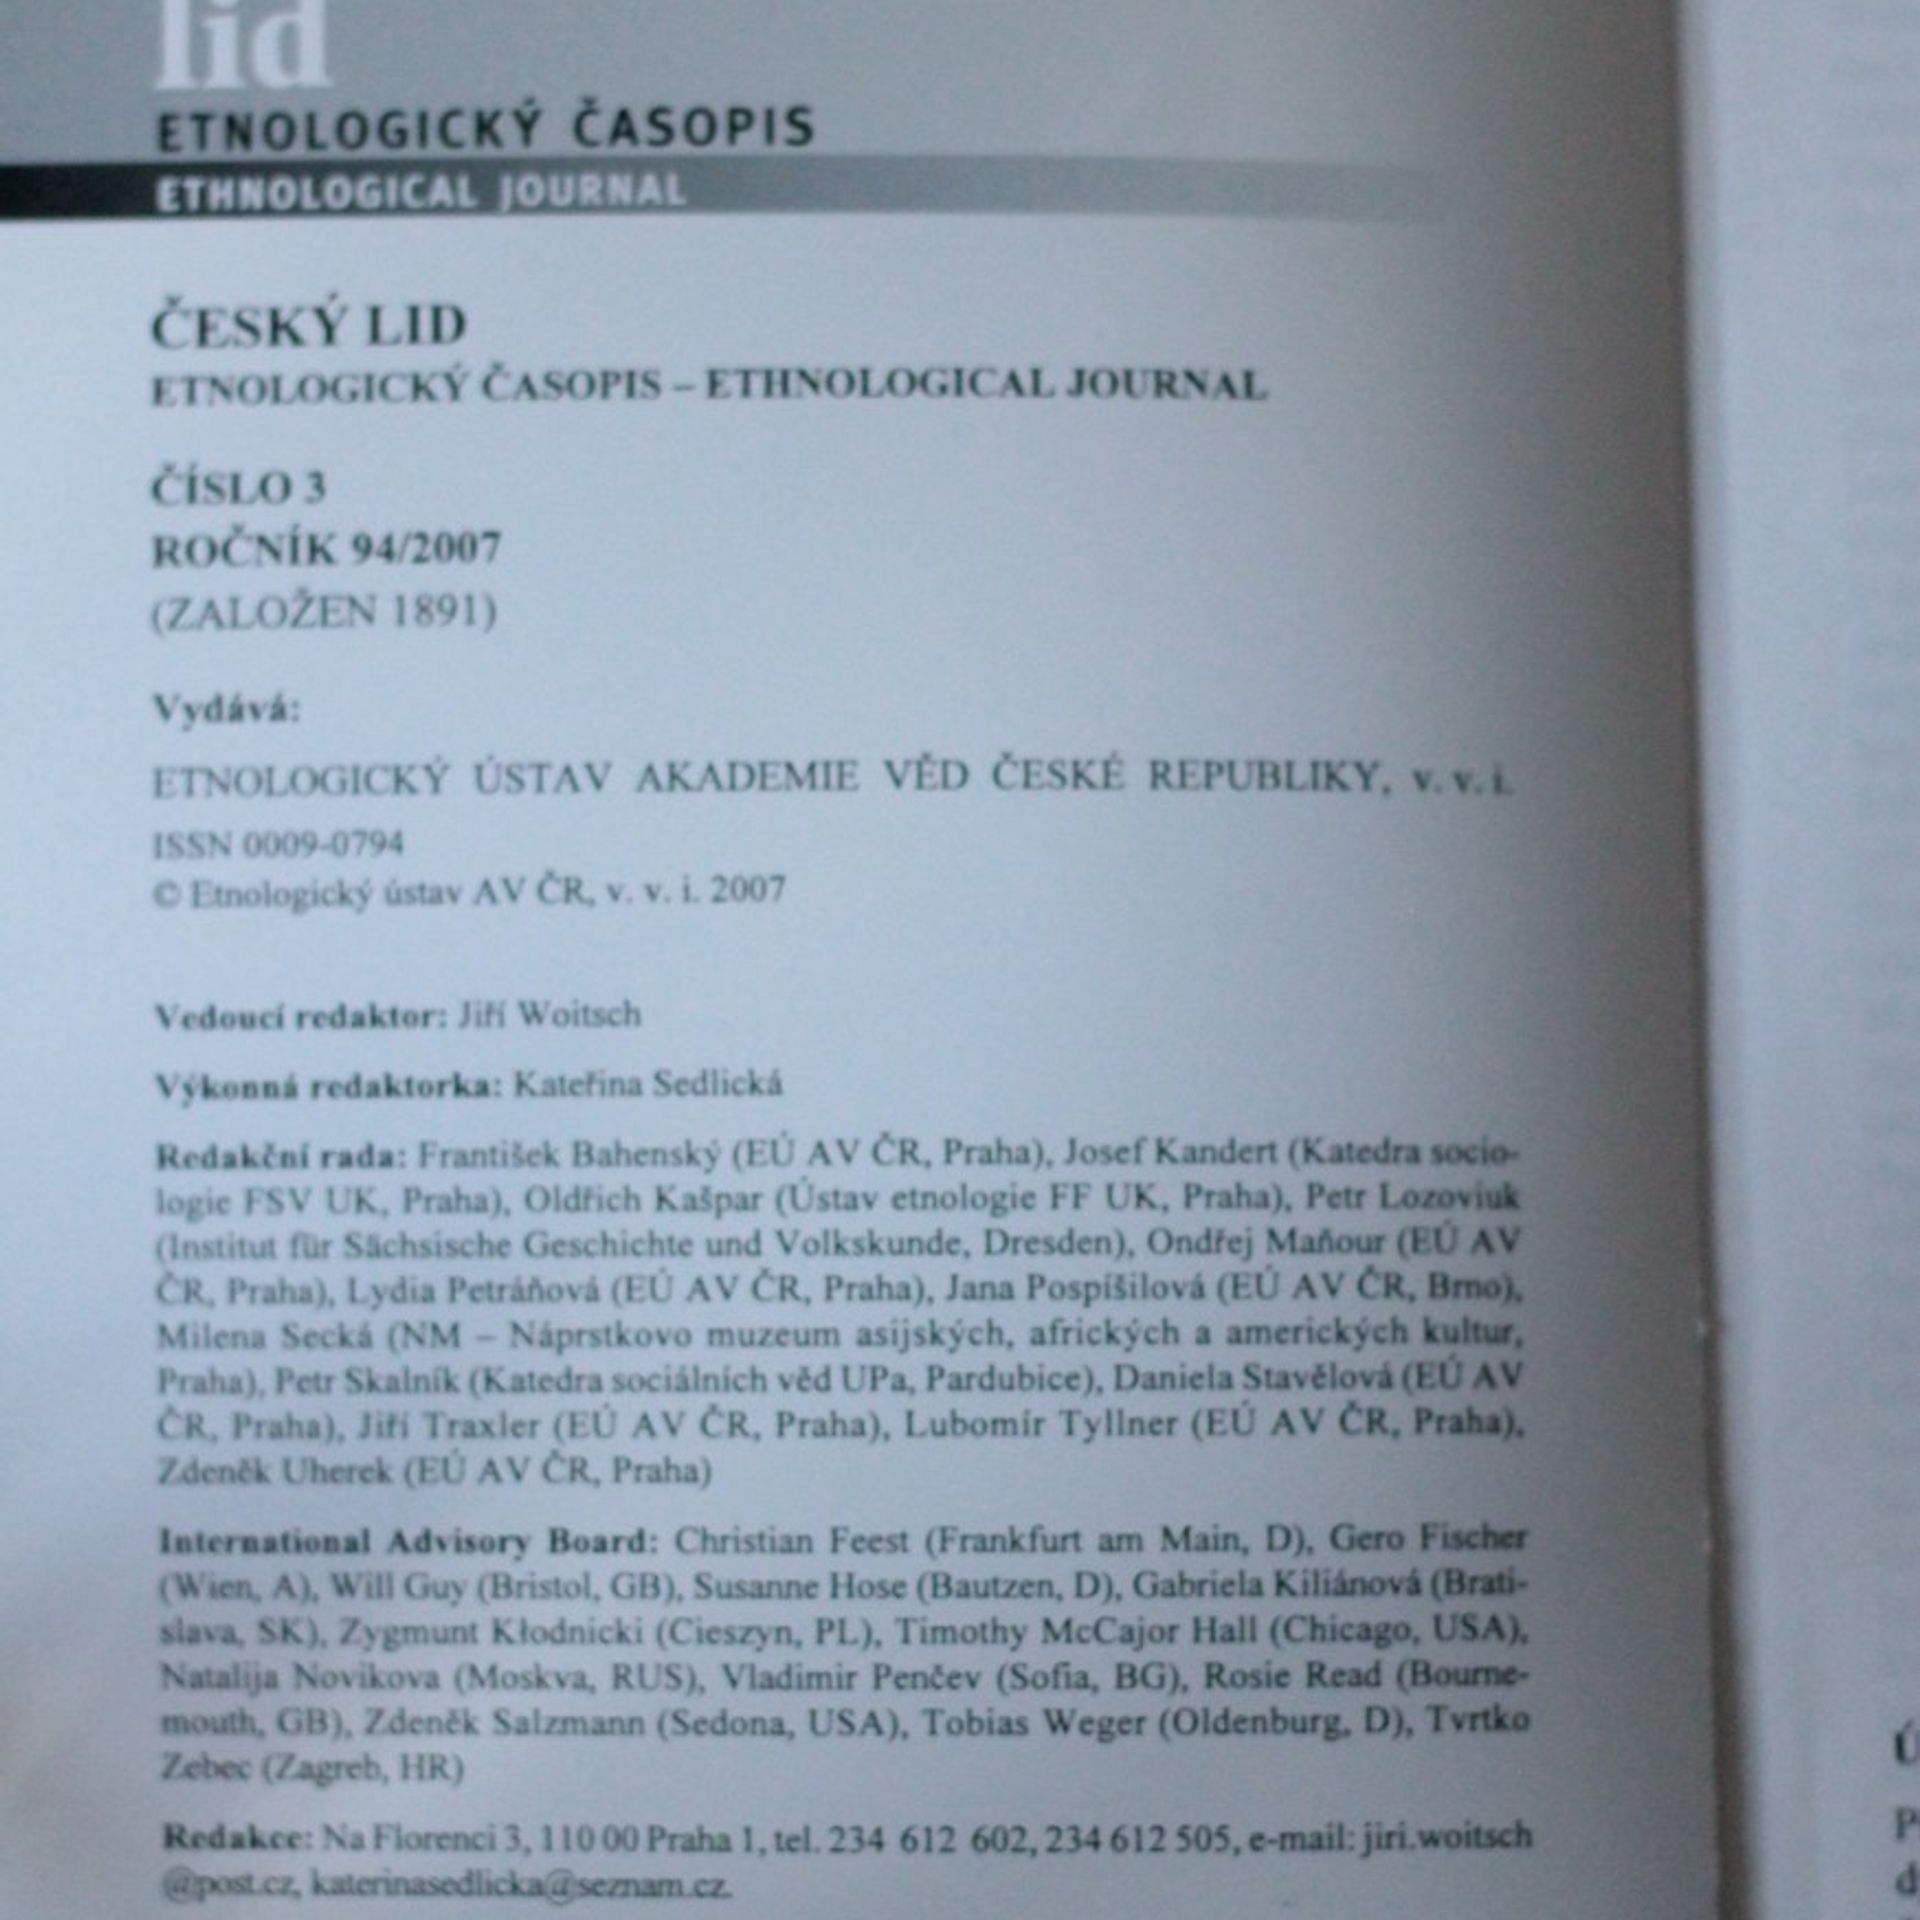 lid
ETNOLOGICKÝ ČASOPIS
ETHNOLOGICAL JOURNAL
ČESKÝ LID
ETNOLOGICKÝ ČASOPIS – ETHNOLOGICAL JOURNAL
ČÍSLO 3
ROČNÍK 94/2007
(ZALOŽEN 1891)
Vydává:
ETNOLOGICKÝ ÚSTAV AKADEMIE VĚD ČESKÉ REPUBLIKY, v. v. i.
ISSN 0009-0794
© Etnologický ústav AV ČR, v. v. i. 2007
Vedoucí redaktor: Jiří Woitsch
Výkonná redaktorka: Kateřina Sedlická
Redakční rada: František Bahenský (EÚ AV ČR, Praha), Josef Kandert (Katedra socio-
logie FSV UK, Praha), Oldřich Kašpar (Ústav etnologie FF UK, Praha), Petr Lozoviuk
(Institut für Sächsische Geschichte und Volkskunde, Dresden), Ondřej Maňour (EÚ AV
ČR, Praha), Lydia Petráňová (EÚ AV ČR, Praha), Jana Pospíšilová (EÚ AV ČR, Brno),
Milena Secká (NM – Náprstkovo muzeum asijských, afrických a amerických kultur,
Praha), Petr Skalník (Katedra sociálních věd UPa, Pardubice), Daniela Stavělová (EÚ AV
ČR, Praha), Jiří Traxler (EÚ AV ČR, Praha), Lubomír Tyllner (EÚ AV ČR, Praha),
Zdeněk Uherek (EÚ AV ČR, Praha)
International Advisory Board: Christian Feest (Frankfurt am Main, D), Gero Fischer
(Wien, A), Will Guy (Bristol, GB), Susanne Hose (Bautzen, D), Gabriela Kiliánová (Brati-
slava, SK), Zygmunt Kłodnicki (Cieszyn, PL), Timothy McCajor Hall (Chicago, USA),
Natalija Novikova (Moskva, RUS), Vladimir Penčev (Sofia, BG), Rosie Read (Bourne-
mouth, GB), Zdeněk Salzmann (Sedona, USA), Tobias Weger (Oldenburg, D), Tvrtko
Zebec (Zagreb, HR)
Redakce: Na Florenci 3, 110 00 Praha 1, tel. 234 612 602, 234 612 505, e-mail: jiri.woitsch
@post.cz, katerinasedlicka@seznam.cz.